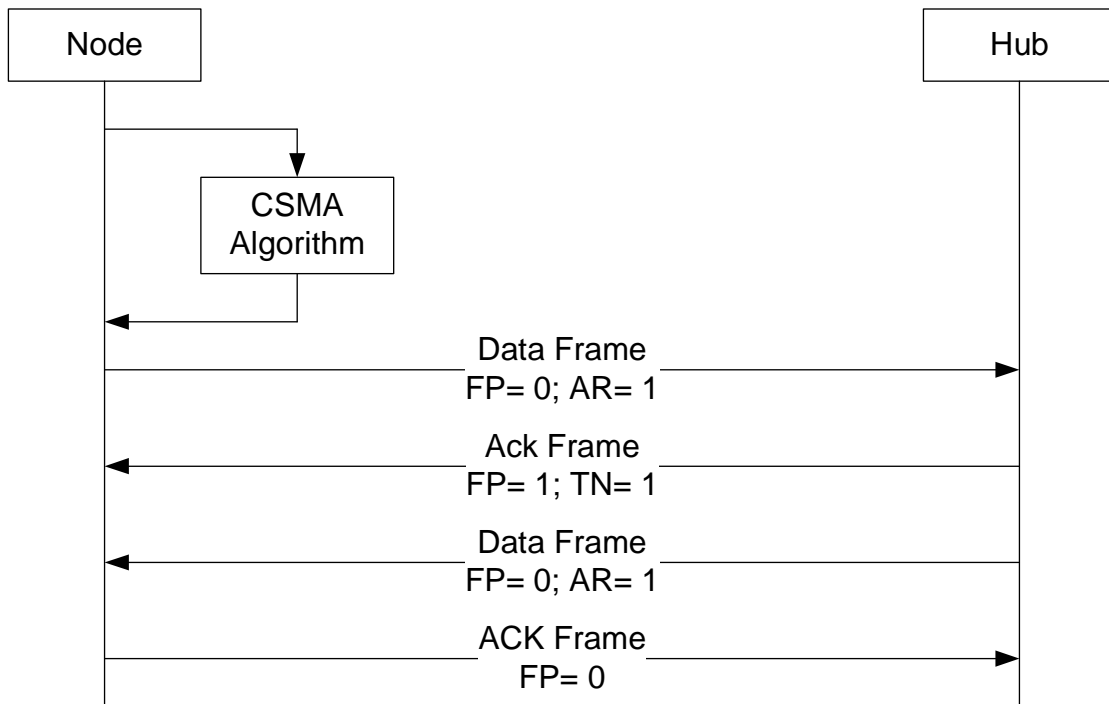 Node
Hub
CSMA
Algorithm
Data Frame
FP= 0; AR= 1
Ack Frame
FP= 1; TN= 1
Data Frame
FP= 0; AR= 1
ACK Frame
FP= 0